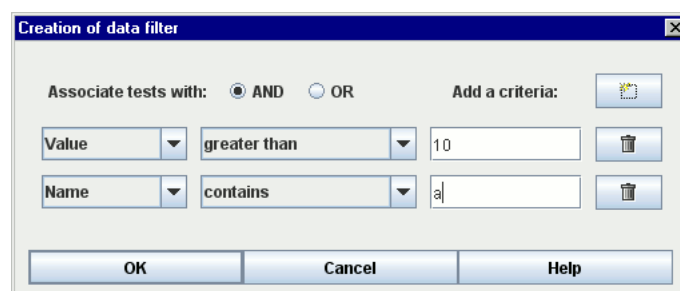 Creation of data filter
Associate tests with: AND OR Add a criteria:
Value greater than 10
Name contains a
OK Cancel Help